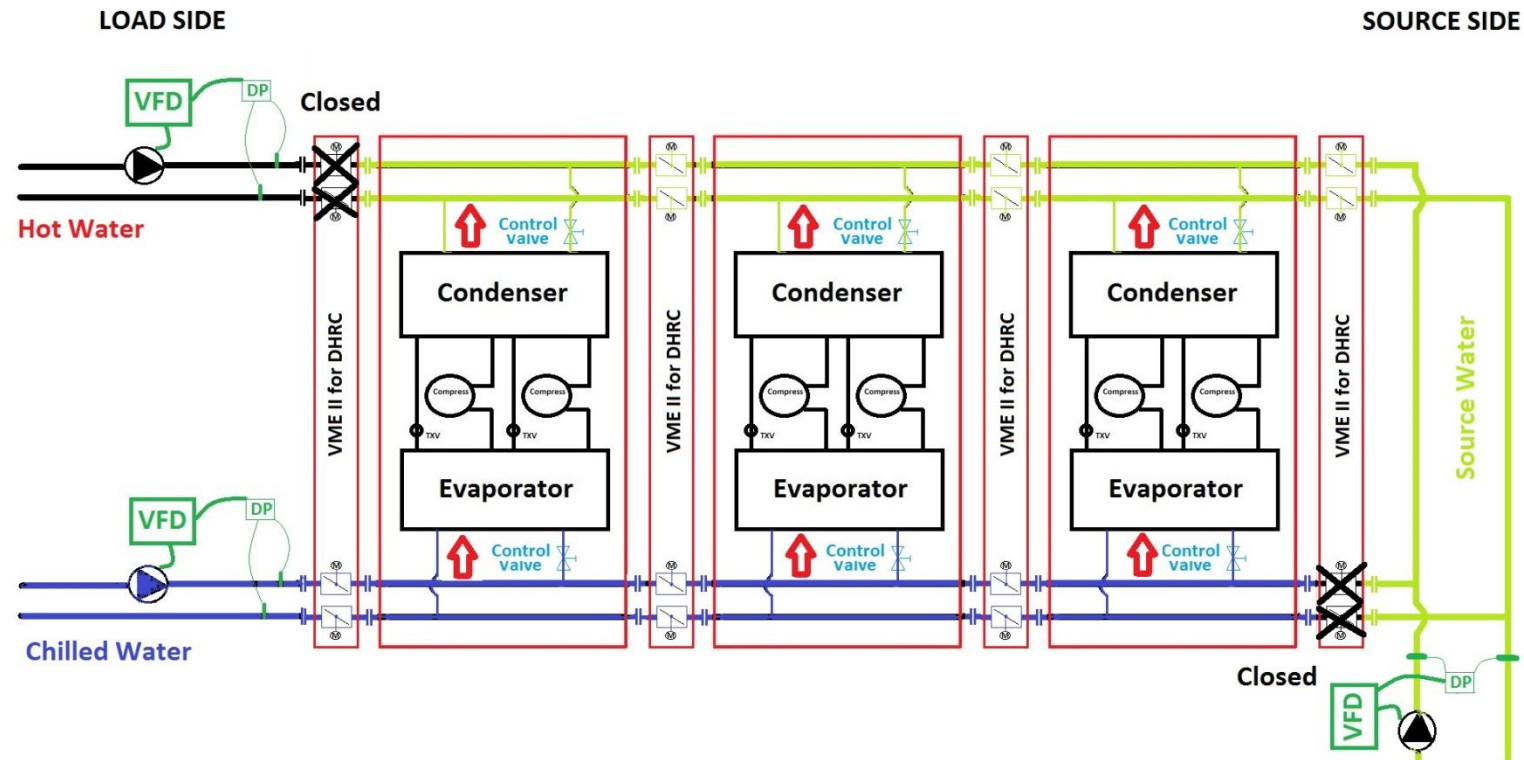 LOAD SIDE
SOURCE SIDE
VFD
DP
Closed
Hot Water
Control
Valve
Control
Valve
Control
Valve
M
M
M
M
M
M
M
M
Condenser
Condenser
Condenser
VME II for DHRC
VME II for DHRC
VME II for DHRC
VME II for DHRC
Source Water
Compress
Compress
Compress
Compress
Compress
Compress
TXV
TXV
TXV
TXV
TXV
TXV
Evaporator
Evaporator
Evaporator
VFD
DP
Control
Valve
Control
Valve
Control
Valve
M
M
M
M
M
M
M
M
Chilled Water
Closed
DP
VFD